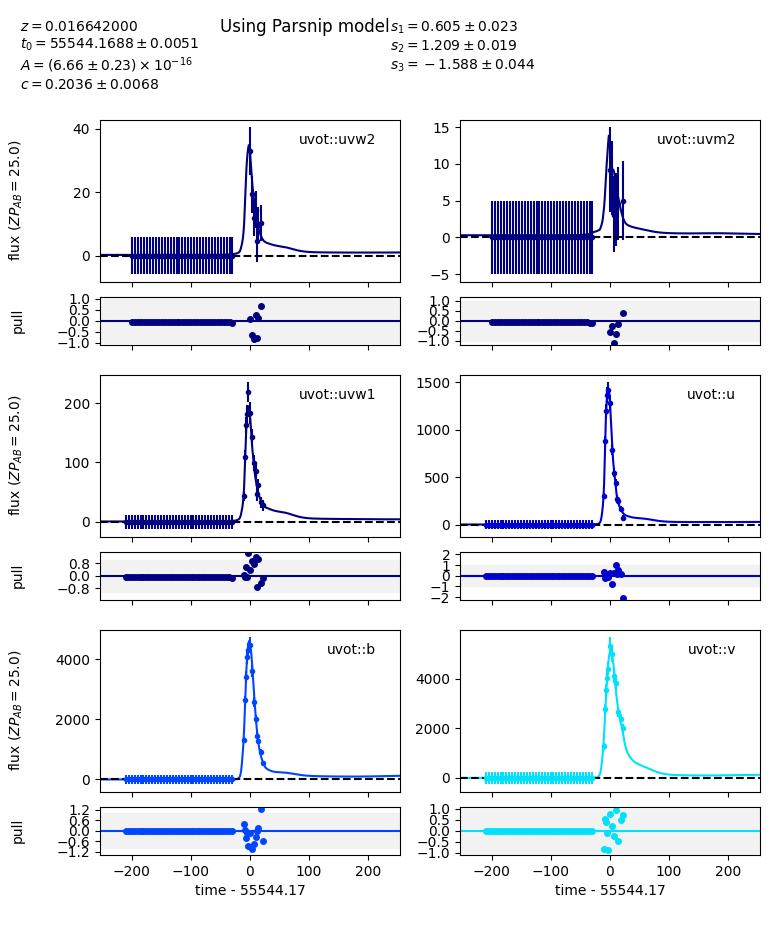 Using Parsnip model
z = 0.016642000
t0 = 55544.1688 ± 0.0051
A = (6.66 ± 0.23) × 10^−16
c = 0.2036 ± 0.0068
s1 = 0.605 ± 0.023
s2 = 1.209 ± 0.019
s3 = −1.588 ± 0.044
flux (ZP_AB = 25.0)
40
20
0
uvot::uvw2
15
10
5
0
−5
uvot::uvm2
pull
1.0
0.5
0.0
−0.5
−1.0
1.0
0.5
0.0
−0.5
−1.0
flux (ZP_AB = 25.0)
200
100
0
uvot::uvw1
1500
1000
500
0
uvot::u
pull
0.8
0.0
−0.8
2
1
0
−1
−2
flux (ZP_AB = 25.0)
4000
2000
0
uvot::b
4000
2000
0
uvot::v
pull
1.2
0.6
0.0
−0.6
−1.2
1.0
0.5
0.0
−0.5
−1.0
−200 −100 0 100 200
−200 −100 0 100 200
time - 55544.17
time - 55544.17